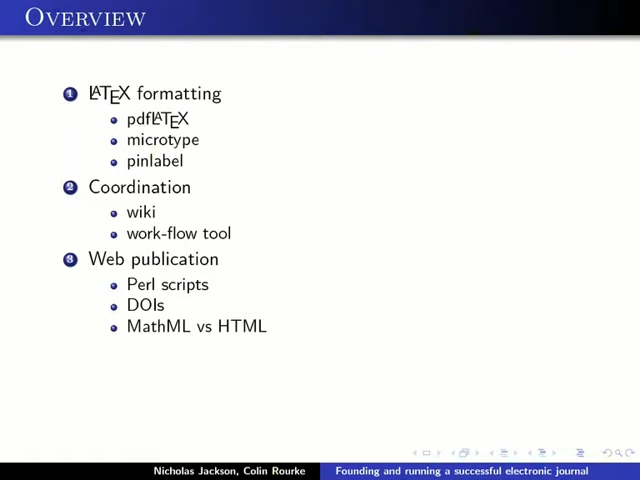 Overview
1 LaTeX formatting
pdfLaTeX
microtype
pinlabel
2 Coordination
wiki
work-flow tool
3 Web publication
Perl scripts
DOIs
MathML vs HTML
Nicholas Jackson, Colin Rourke Founding and running a successful electronic journal